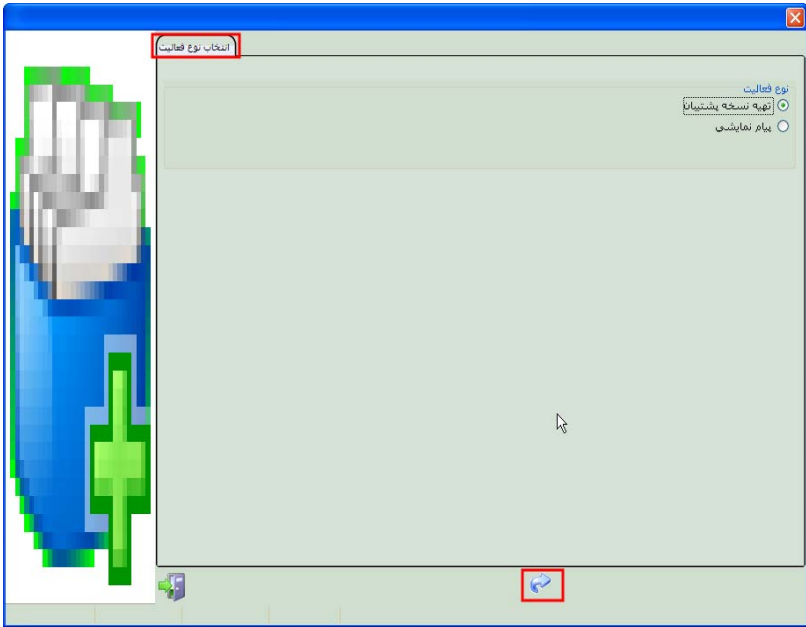 انتخاب نوع فعالیت
نوع فعالیت
تهیه نسخه پشتیبان
پیام نمایشی